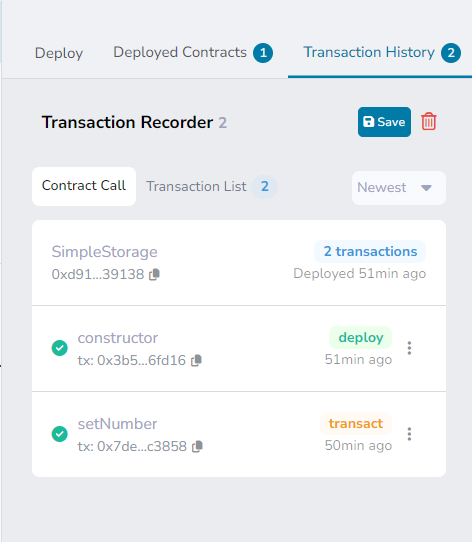 Deploy Deployed Contracts 1 Transaction History 2
Transaction Recorder 2 Save
Contract Call Transaction List 2 Newest
SimpleStorage 2 transactions
0xd91...39138 Deployed 51min ago
constructor deploy
tx: 0x3b5...6fd16 51min ago
setNumber transact
tx: 0x7de...c3858 50min ago